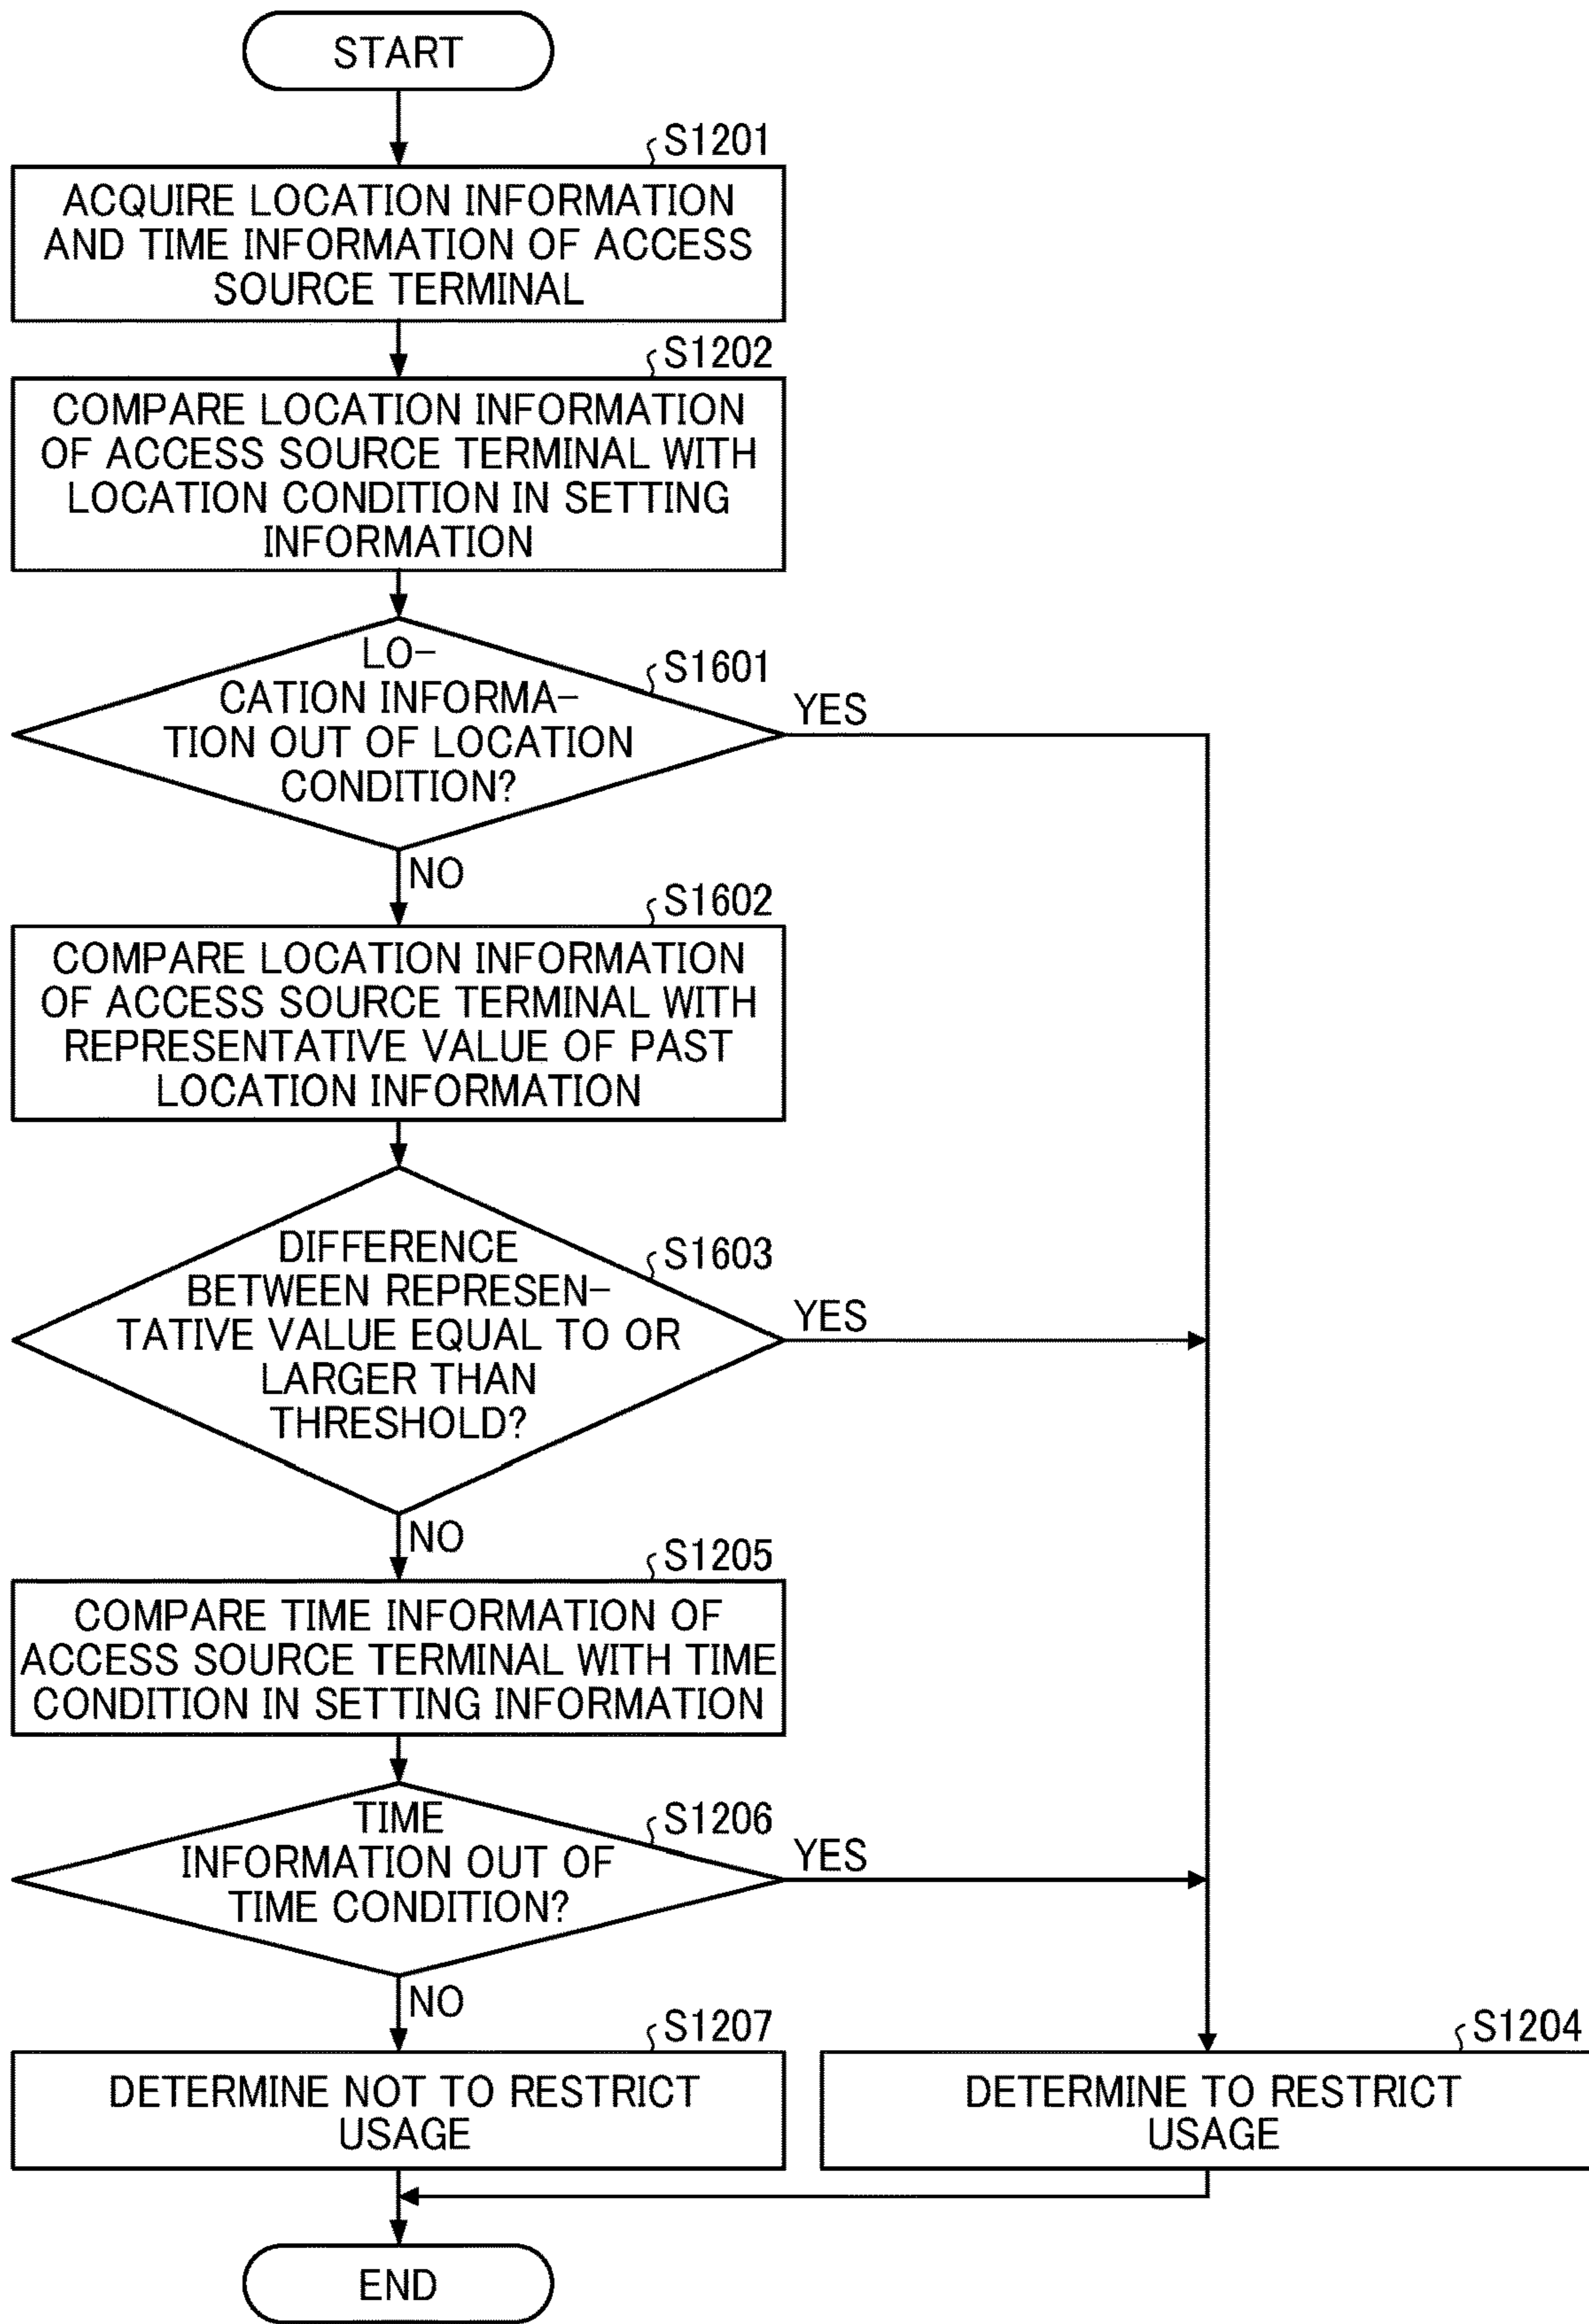 START
S1201
ACQUIRE LOCATION INFORMATION
AND TIME INFORMATION OF ACCESS
SOURCE TERMINAL
S1202
COMPARE LOCATION INFORMATION
OF ACCESS SOURCE TERMINAL WITH
LOCATION CONDITION IN SETTING
INFORMATION
S1601
LO-
CATION INFORMA-
TION OUT OF LOCATION
CONDITION?
YES
NO
S1602
COMPARE LOCATION INFORMATION
OF ACCESS SOURCE TERMINAL WITH
REPRESENTATIVE VALUE OF PAST
LOCATION INFORMATION
S1603
DIFFERENCE
BETWEEN REPRESEN-
TATIVE VALUE EQUAL TO OR
LARGER THAN
THRESHOLD?
YES
NO
S1205
COMPARE TIME INFORMATION OF
ACCESS SOURCE TERMINAL WITH TIME
CONDITION IN SETTING INFORMATION
S1206
TIME
INFORMATION OUT OF
TIME CONDITION?
YES
NO
S1207
DETERMINE NOT TO RESTRICT
USAGE
S1204
DETERMINE TO RESTRICT
USAGE
END